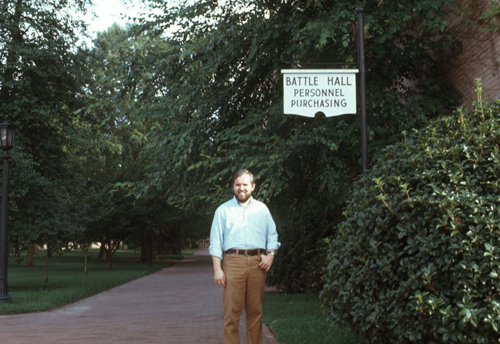 BATTLE HALL
PERSONNEL
PURCHASING